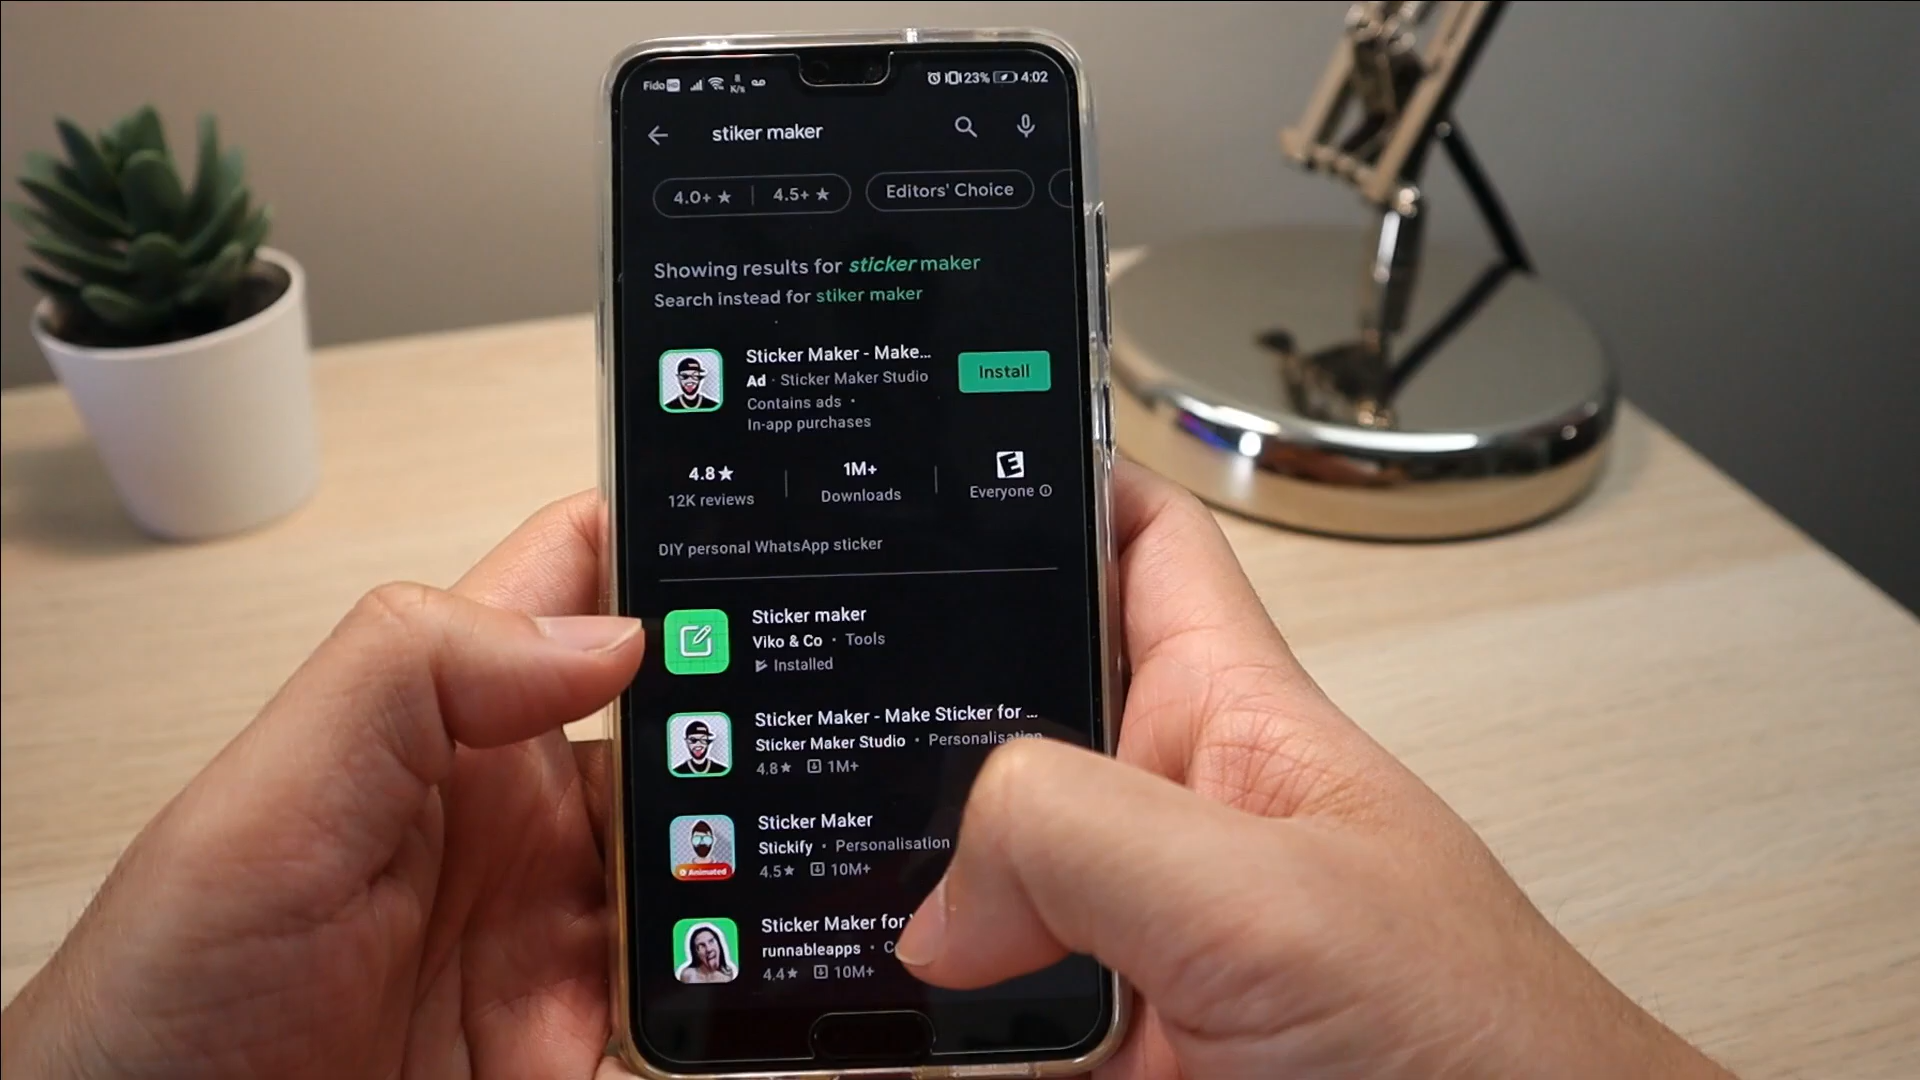 Fido HD 8 K/s 23% 4:02
stiker maker
4.0+ ★ 4.5+ ★ Editors' Choice
Showing results for sticker maker
Search instead for stiker maker
Sticker Maker - Make...
Install
Ad · Sticker Maker Studio
Contains ads •
In-app purchases
4.8★ 1M+ E
12K reviews Downloads Everyone
DIY personal WhatsApp sticker
Sticker maker
Viko & Co • Tools
Installed
Sticker Maker - Make Sticker for ...
Sticker Maker Studio • Personalisation
4.8★ 1M+
Sticker Maker
Stickify • Personalisation
Animated
4.5★ 10M+
Sticker Maker for
runnableapps •
4.4★ 10M+